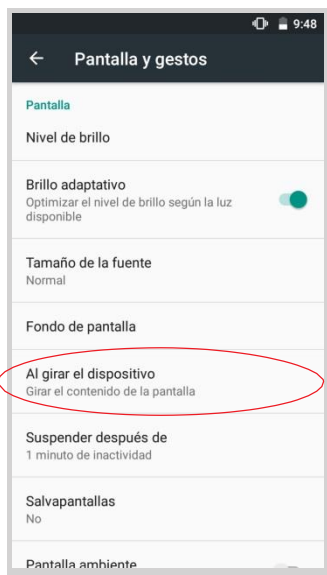 9:48
Pantalla y gestos
Pantalla
Nivel de brillo
Brillo adaptativo
Optimizar el nivel de brillo según la luz
disponible
Tamaño de la fuente
Normal
Fondo de pantalla
Al girar el dispositivo
Girar el contenido de la pantalla
Suspender después de
1 minuto de inactividad
Salvapantallas
No
Pantalla ambiente